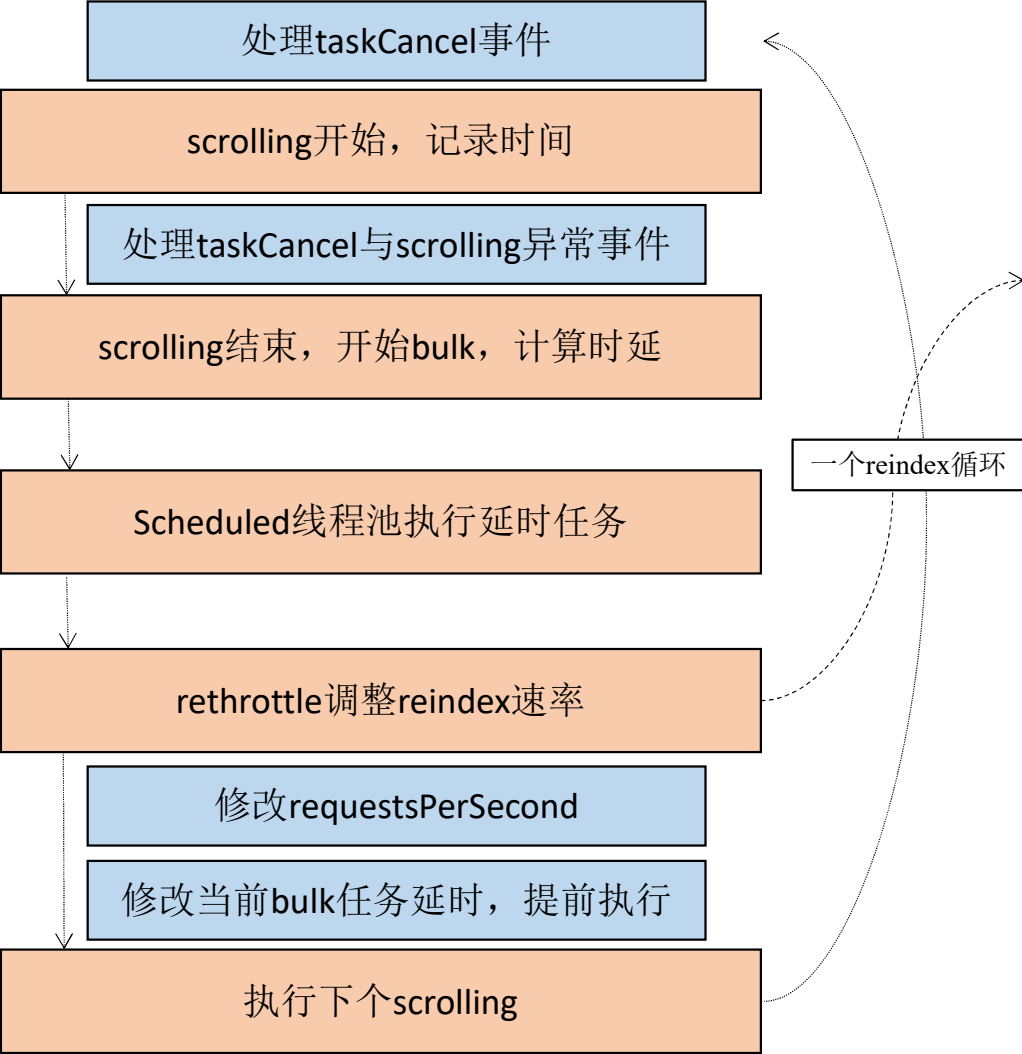 处理taskCancel事件
scrolling开始，记录时间
处理taskCancel与scrolling异常事件
scrolling结束，开始bulk，计算时延
一个reindex循环
Scheduled线程池执行延时任务
rethrottle调整reindex速率
修改requestsPerSecond
修改当前bulk任务延时，提前执行
执行下个scrolling